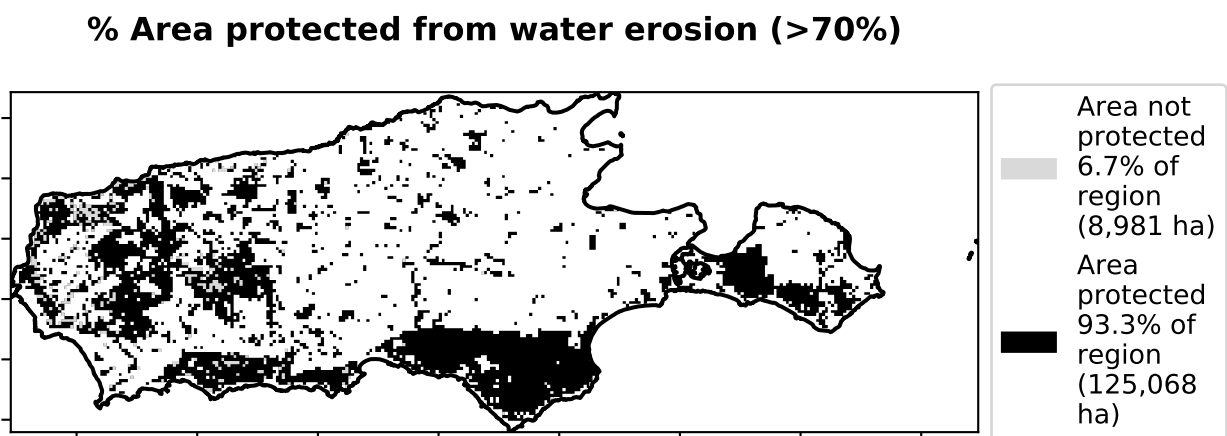 % Area protected from water erosion (>70%)
Area not
protected
6.7% of
region
(8,981 ha)
Area
protected
93.3% of
region
(125,068
ha)